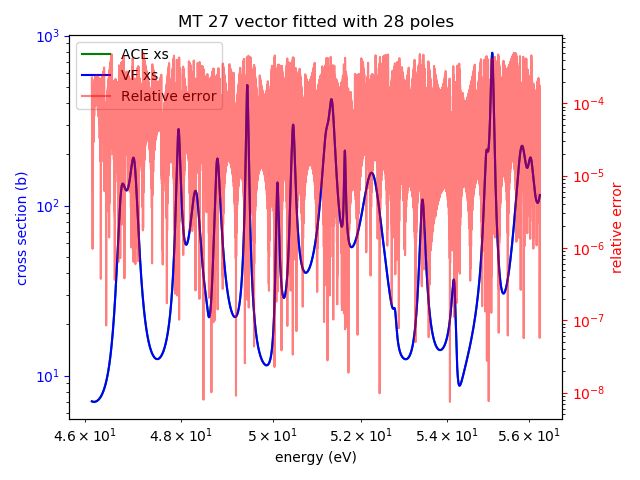 MT 27 vector fitted with 28 poles
ACE xs
VF xs
Relative error
cross section (b)
10³
10²
10¹
10⁻⁴
10⁻⁵
10⁻⁶
10⁻⁷
10⁻⁸
relative error
4.6 × 10¹ 4.8 × 10¹ 5 × 10¹ 5.2 × 10¹ 5.4 × 10¹ 5.6 × 10¹
energy (eV)